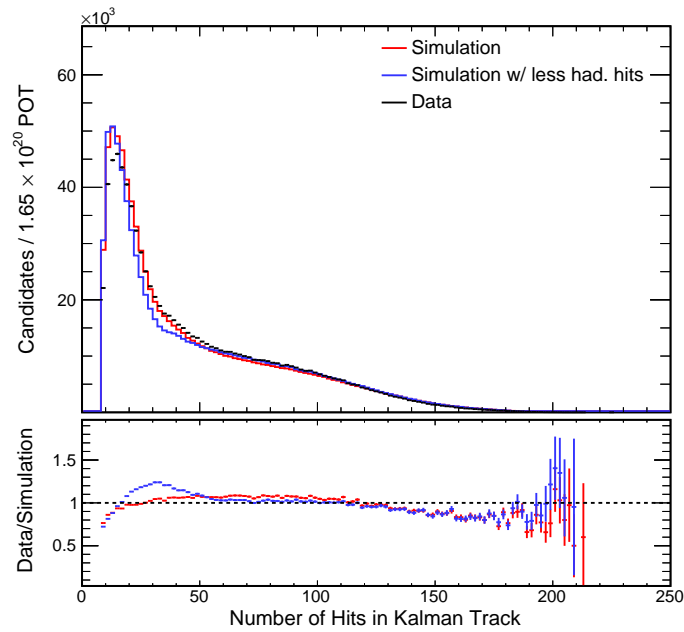 ×10³
60
40
20
Candidates / 1.65 × 10²⁰ POT
Simulation
Simulation w/ less had. hits
Data
1.5
1
0.5
Data/Simulation
0 50 100 150 200 250
Number of Hits in Kalman Track